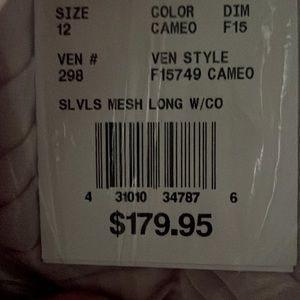 SIZE COLOR DIM
12 CAMEO F15
VEN # VEN STYLE
298 F15749 CAMEO
SLVLS MESH LONG W/CO
4 31010 34787 6
$179.95